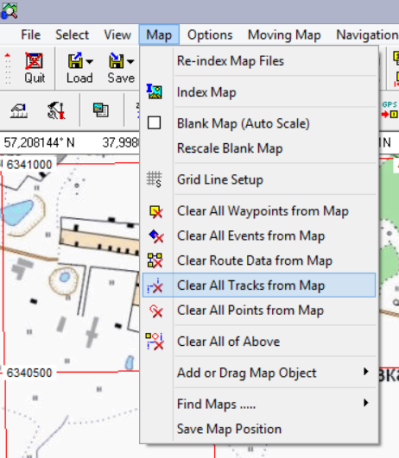 File Select View Map Options Moving Map Navigation
Quit Load Save
Re-index Map Files
Index Map
Blank Map (Auto Scale)
57,208144° N 37,998
Rescale Blank Map
6341000
Grid Line Setup
Clear All Waypoints from Map
Clear All Events from Map
Clear Route Data from Map
Clear All Tracks from Map
Clear All Points from Map
Clear All of Above
6340500
Add or Drag Map Object
Find Maps .....
Save Map Position
GPS
IN